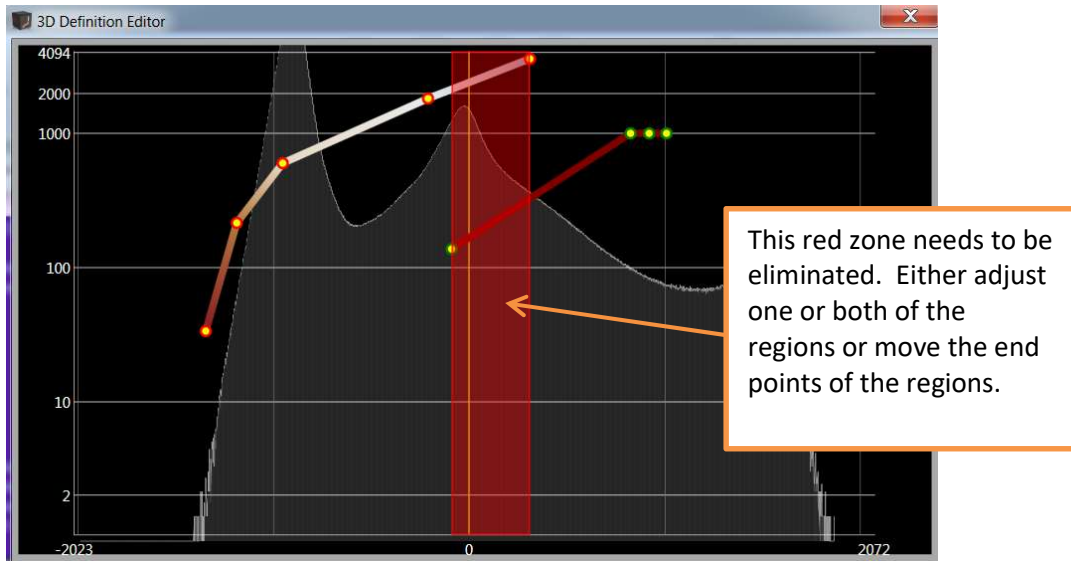 3D Definition Editor
X
4094
2000
1000
100
10
2
-2023
0
2072
This red zone needs to be
eliminated. Either adjust
one or both of the
regions or move the end
points of the regions.